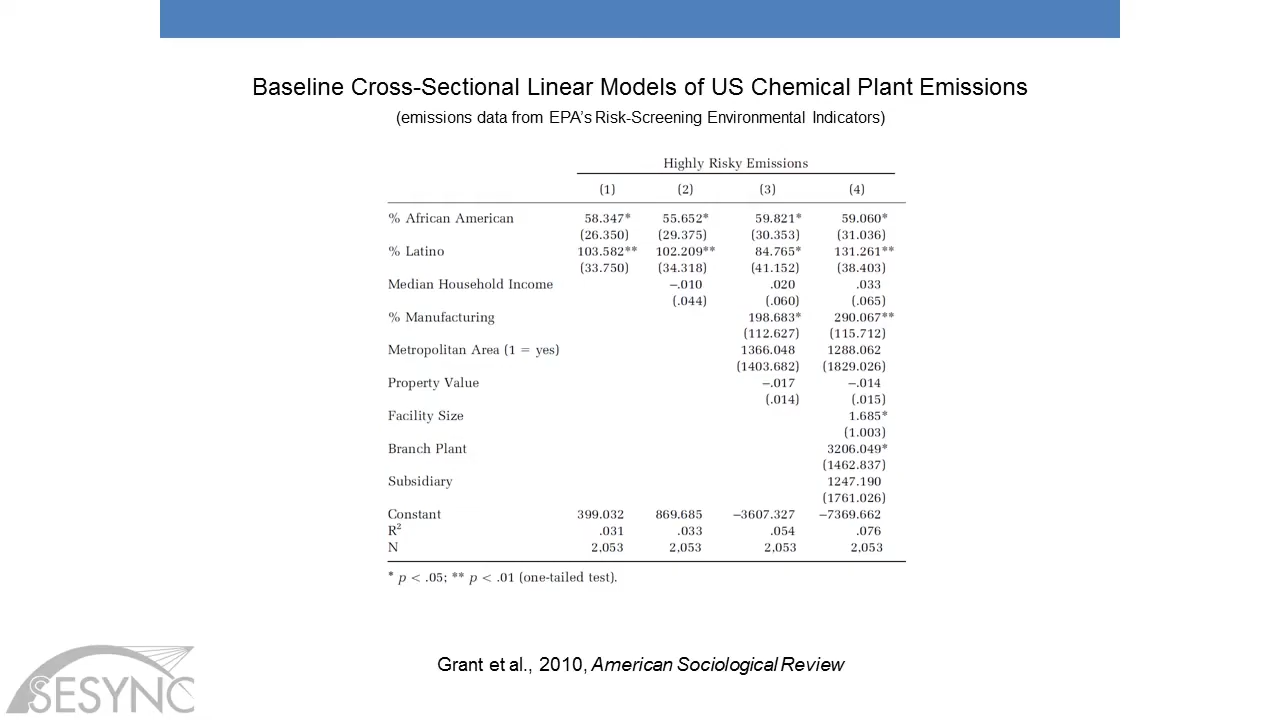 Baseline Cross-Sectional Linear Models of US Chemical Plant Emissions
(emissions data from EPA's Risk-Screening Environmental Indicators)
Highly Risky Emissions
(1) (2) (3) (4)
% African American 58.347* 55.652* 59.821* 59.060*
(26.350) (29.375) (30.353) (31.036)
% Latino 103.582** 102.209** 84.765* 131.261**
(33.750) (34.318) (41.152) (38.403)
Median Household Income −.010 .020 .033
(.044) (.060) (.065)
% Manufacturing 198.683* 290.067**
(112.627) (115.712)
Metropolitan Area (1 = yes) 1366.048 1288.062
(1403.682) (1829.026)
Property Value −.017 −.014
(.014) (.015)
Facility Size 1.685*
(1.003)
Branch Plant 3206.049*
(1462.837)
Subsidiary 1247.190
(1761.026)
Constant 399.032 869.685 −3607.327 −7369.662
R² .031 .033 .054 .076
N 2,053 2,053 2,053 2,053
* p < .05; ** p < .01 (one-tailed test).
Grant et al., 2010, American Sociological Review
SESYNC